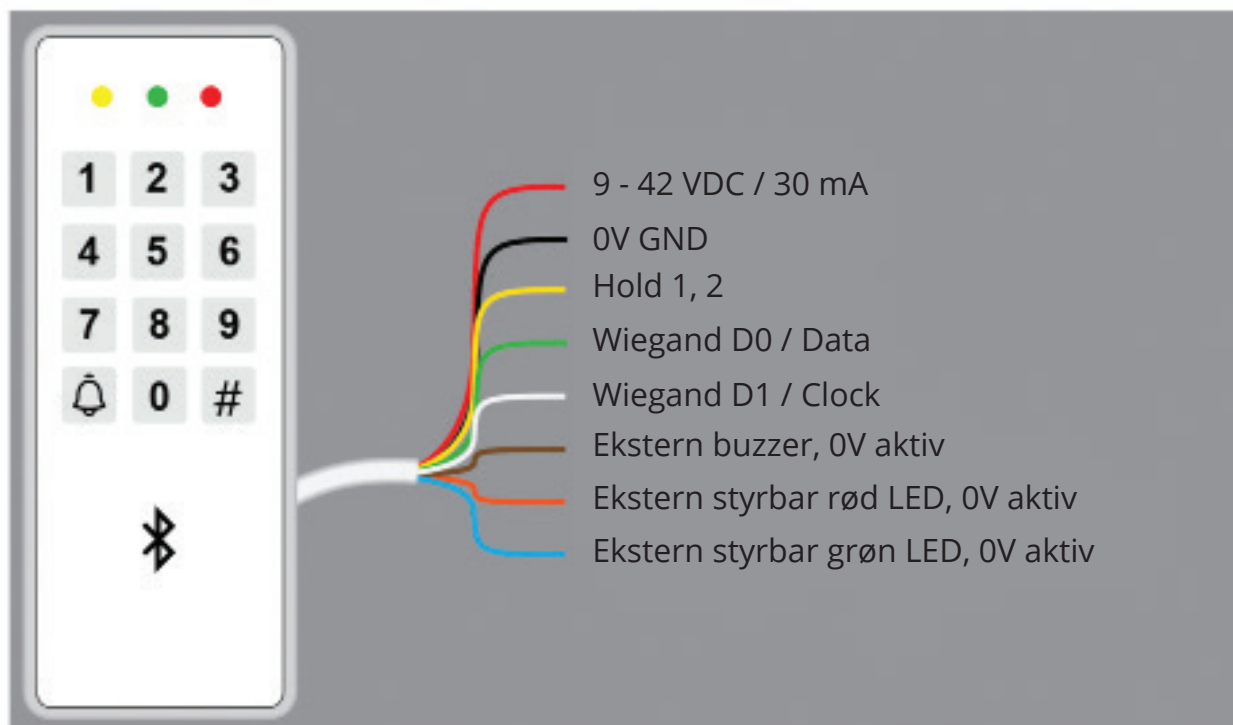 1 2 3
4 5 6
7 8 9
0 #
9 - 42 VDC / 30 mA
0V GND
Hold 1, 2
Wiegand D0 / Data
Wiegand D1 / Clock
Ekstern buzzer, 0V aktiv
Ekstern styrbar rød LED, 0V aktiv
Ekstern styrbar grøn LED, 0V aktiv